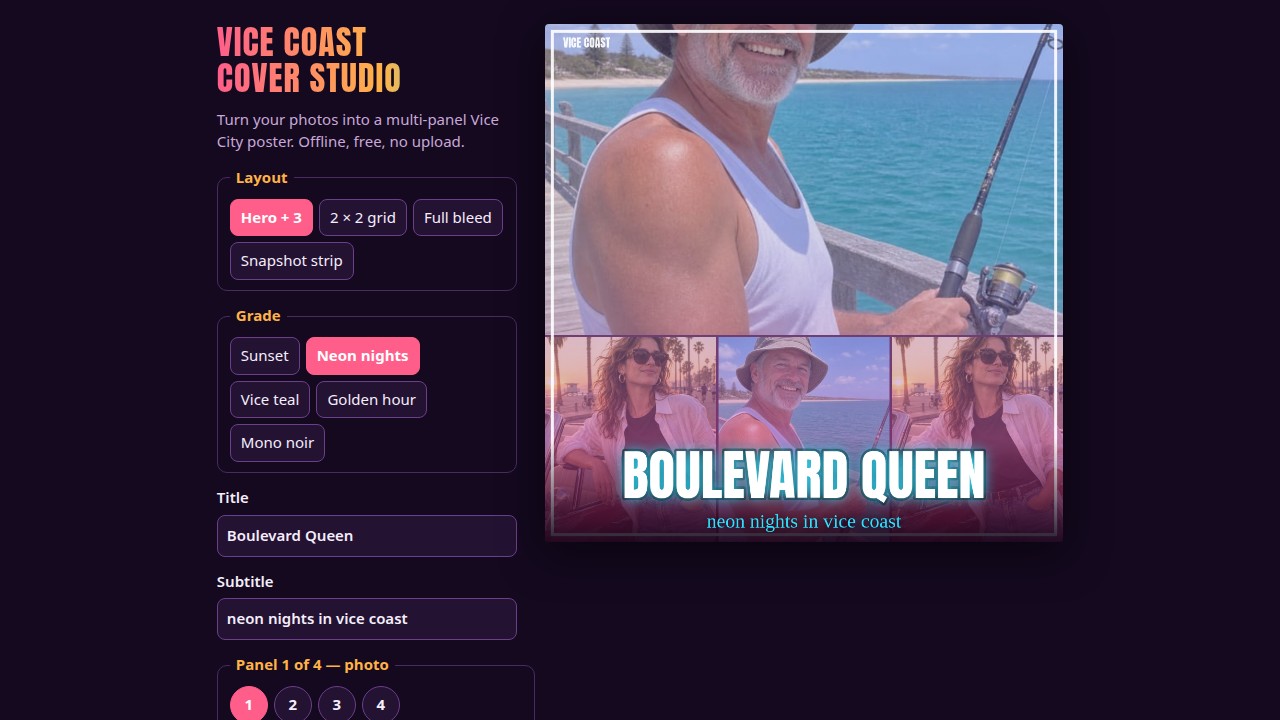 VICE COAST
COVER STUDIO
Turn your photos into a multi-panel Vice
City poster. Offline, free, no upload.
Layout
Hero + 3
2 × 2 grid
Full bleed
Snapshot strip
Grade
Sunset
Neon nights
Vice teal
Golden hour
Mono noir
Title
Boulevard Queen
Subtitle
neon nights in vice coast
Panel 1 of 4 — photo
1
2
3
4
VICE COAST
BOULEVARD QUEEN
neon nights in vice coast